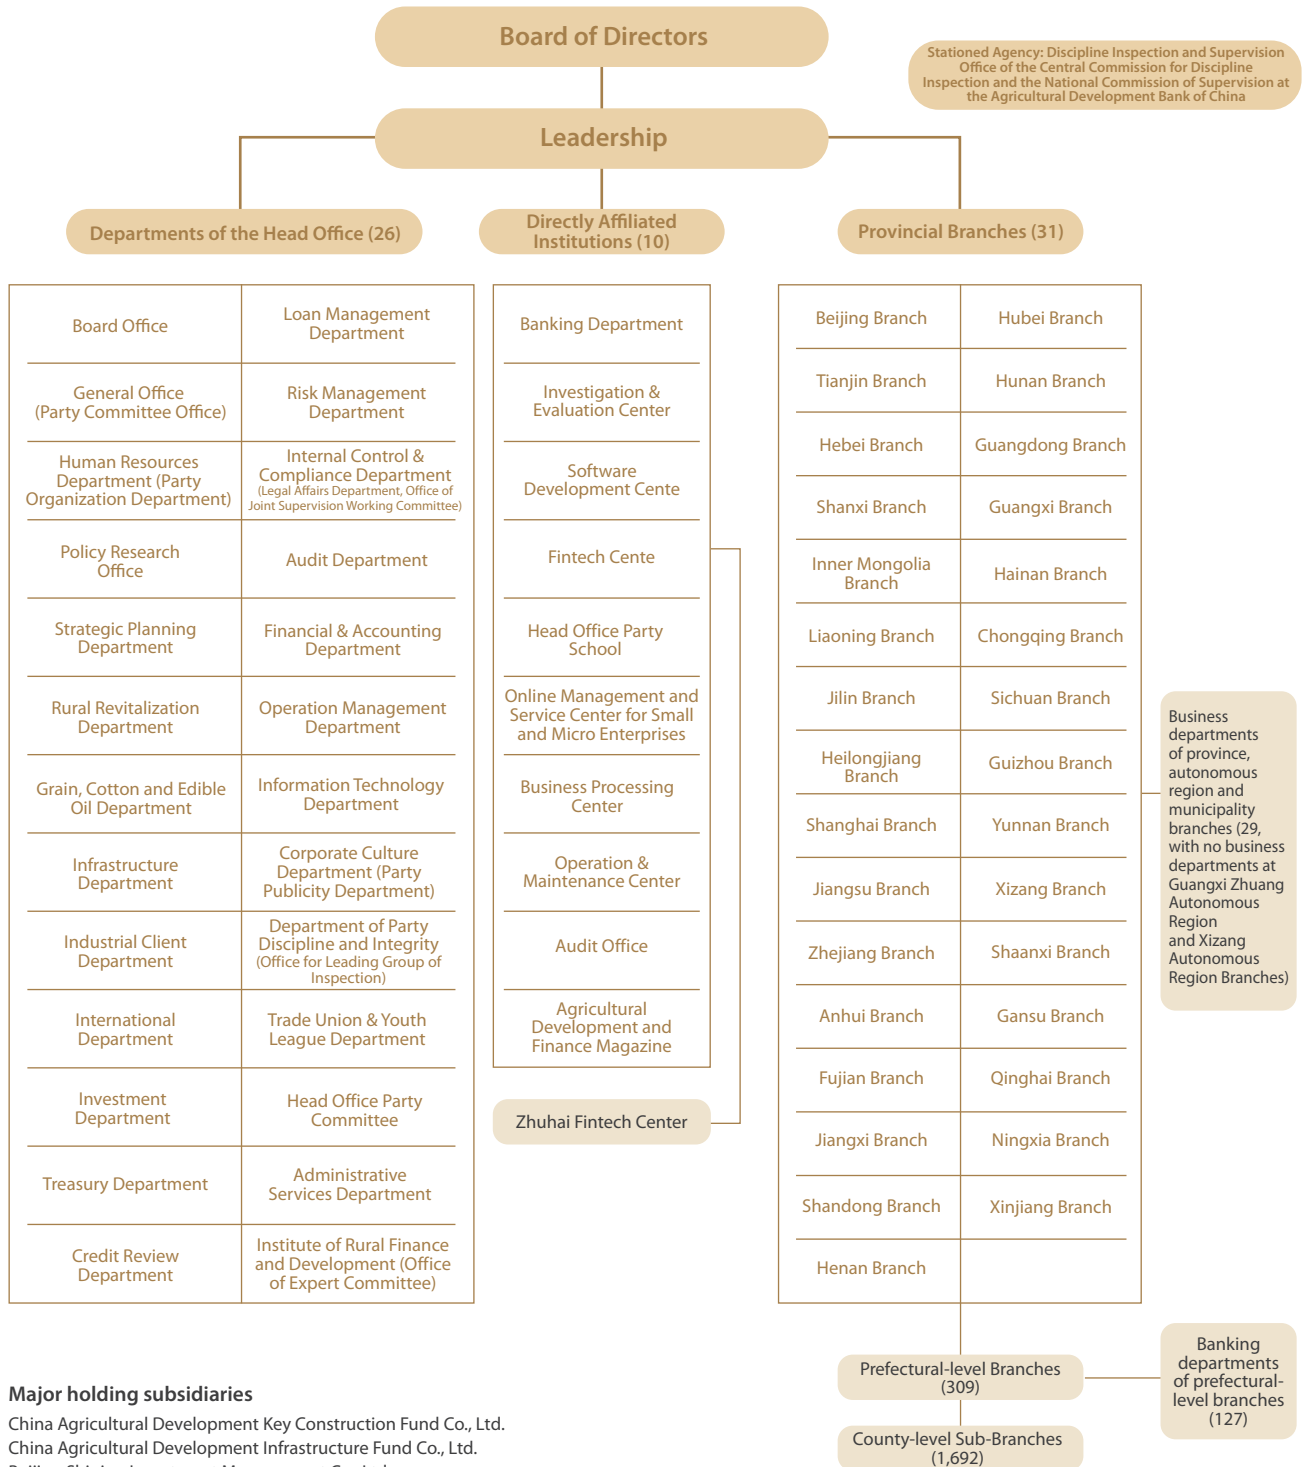 Board of Directors
Stationed Agency: Discipline Inspection and Supervision
Office of the Central Commission for Discipline
Inspection and the National Commission of Supervision at
the Agricultural Development Bank of China
Leadership
Departments of the Head Office (26)
Directly Affiliated
Institutions (10)
Provincial Branches (31)
Board Office
Loan Management
Department
General Office
(Party Committee Office)
Risk Management
Department
Human Resources
Department (Party
Organization Department)
Internal Control &
Compliance Department
(Legal Affairs Department, Office of
Joint Supervision Working Committee)
Policy Research
Office
Audit Department
Strategic Planning
Department
Financial & Accounting
Department
Rural Revitalization
Department
Operation Management
Department
Grain, Cotton and Edible
Oil Department
Information Technology
Department
Infrastructure
Department
Corporate Culture
Department (Party
Publicity Department)
Industrial Client
Department
Department of Party
Discipline and Integrity
(Office for Leading Group of
Inspection)
International
Department
Trade Union & Youth
League Department
Investment
Department
Head Office Party
Committee
Treasury Department
Administrative
Services Department
Credit Review
Department
Institute of Rural Finance
and Development (Office
of Expert Committee)
Banking Department
Investigation &
Evaluation Center
Software
Development Cente
Fintech Cente
Head Office Party
School
Online Management and
Service Center for Small
and Micro Enterprises
Business Processing
Center
Operation &
Maintenance Center
Audit Office
Agricultural
Development and
Finance Magazine
Zhuhai Fintech Center
Beijing Branch
Hubei Branch
Tianjin Branch
Hunan Branch
Hebei Branch
Guangdong Branch
Shanxi Branch
Guangxi Branch
Inner Mongolia
Branch
Hainan Branch
Liaoning Branch
Chongqing Branch
Jilin Branch
Sichuan Branch
Heilongjiang
Branch
Guizhou Branch
Shanghai Branch
Yunnan Branch
Jiangsu Branch
Xizang Branch
Zhejiang Branch
Shaanxi Branch
Anhui Branch
Gansu Branch
Fujian Branch
Qinghai Branch
Jiangxi Branch
Ningxia Branch
Shandong Branch
Xinjiang Branch
Henan Branch
Business
departments
of province,
autonomous
region and
municipality
branches (29,
with no business
departments at
Guangxi Zhuang
Autonomous
Region
and Xizang
Autonomous
Region Branches)
Prefectural-level Branches
(309)
Banking
departments
of prefectural-
level branches
(127)
County-level Sub-Branches
(1,692)
Major holding subsidiaries
China Agricultural Development Key Construction Fund Co., Ltd.
China Agricultural Development Infrastructure Fund Co., Ltd.